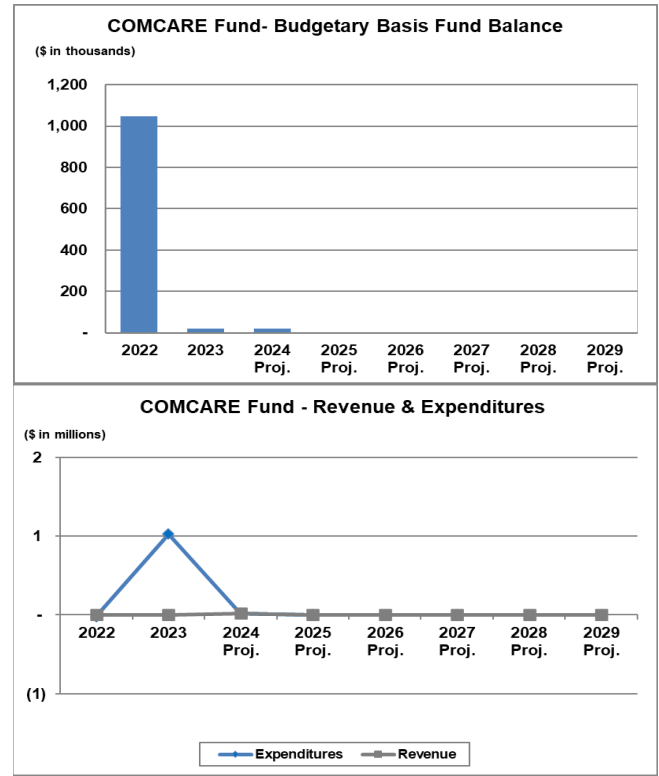 COMCARE Fund- Budgetary Basis Fund Balance
($ in thousands)
1,200
1,000
800
600
400
200
-
2022 2023 2024 2025 2026 2027 2028 2029
Proj. Proj. Proj. Proj. Proj. Proj.
COMCARE Fund - Revenue & Expenditures
($ in millions)
2
1
-
2022 2023 2024 2025 2026 2027 2028 2029
Proj. Proj. Proj. Proj. Proj. Proj.
(1)
Expenditures Revenue